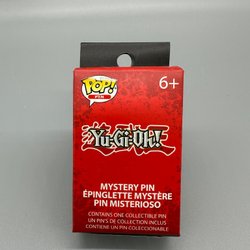 POP!
PIN
6+
Yu-Gi-Oh!
MYSTERY PIN
ÉPINGLETTE MYSTÈRE
PIN MISTERIOSO
CONTAINS ONE COLLECTIBLE PIN
UN PIN'S DE COLLECTION INCLUS
CONTIENE UN PIN COLECCIONABLE